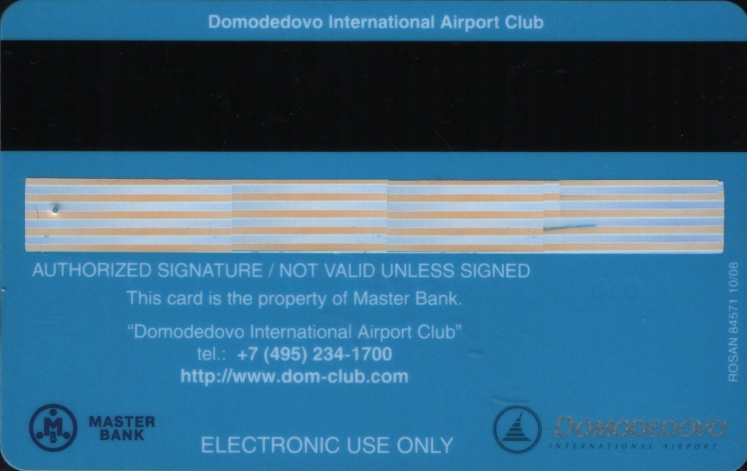 Domodedovo International Airport Club
AUTHORIZED SIGNATURE / NOT VALID UNLESS SIGNED
This card is the property of Master Bank.
"Domodedovo International Airport Club"
tel.: +7 (495) 234-1700
http://www.dom-club.com
ROSAN 84571 10/08
MB
MASTER
BANK
ELECTRONIC USE ONLY
DOMODEDOVO
INTERNATIONAL AIRPORT